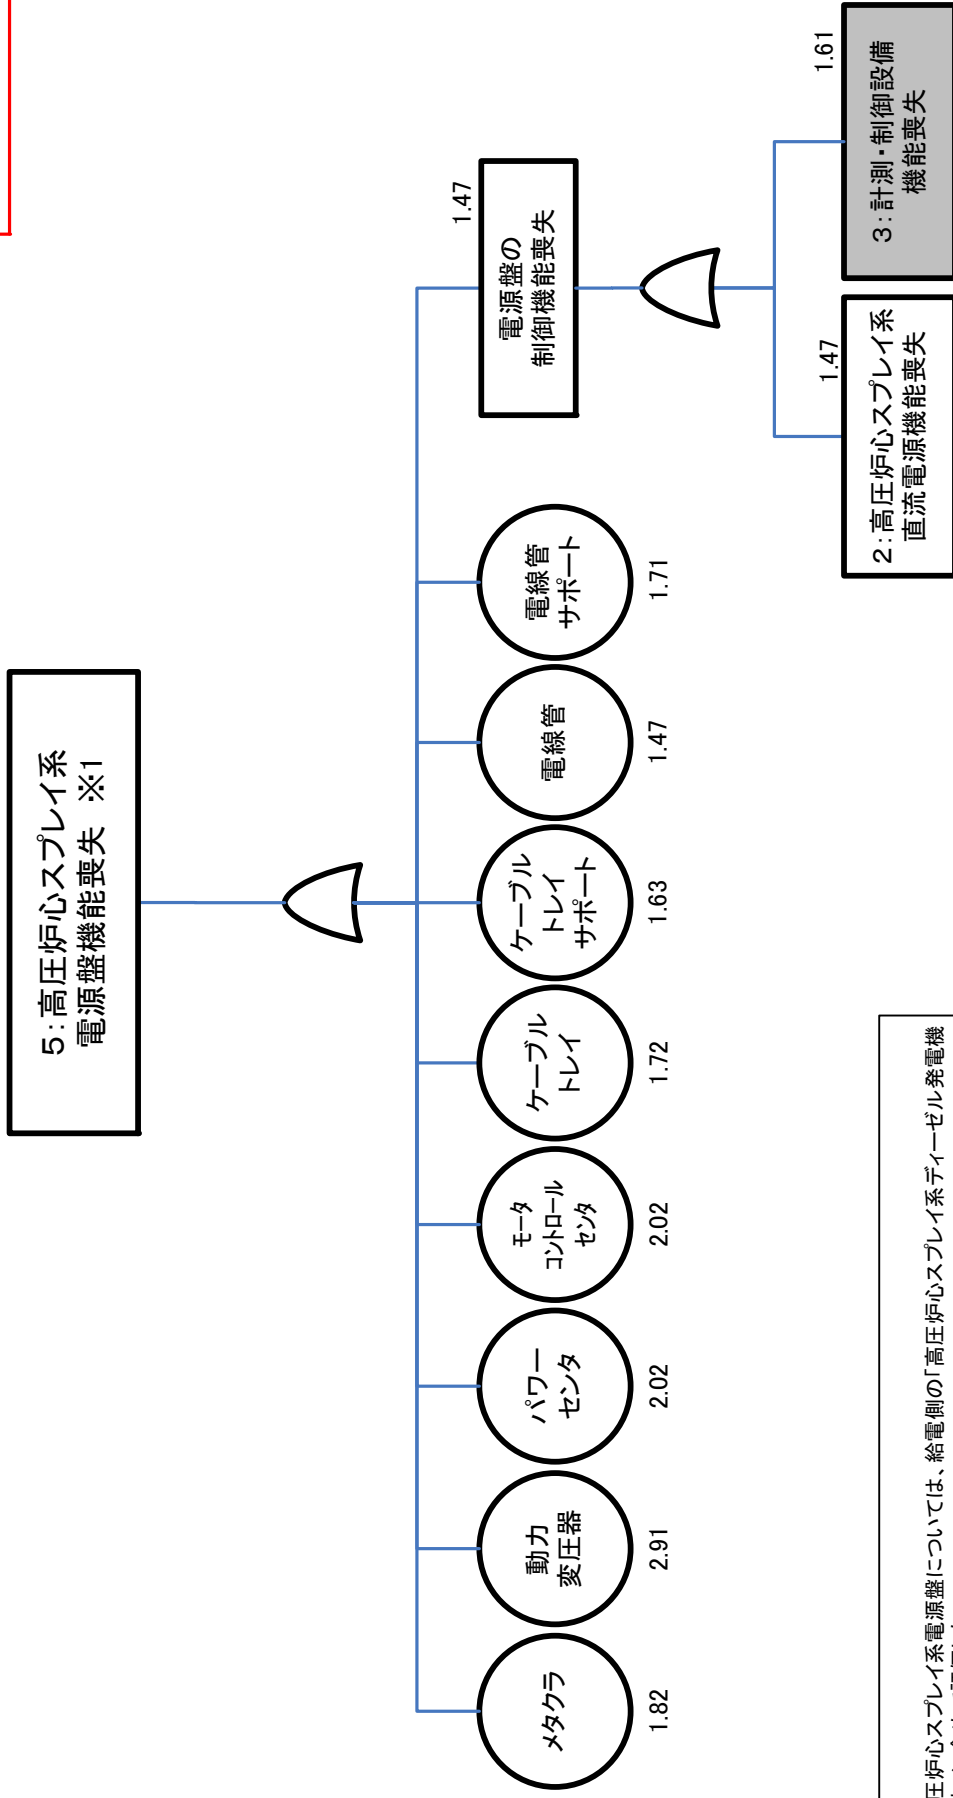 5：高圧炉心スプレイ系
電源盤機能喪失　※1
メタクラ
1.82
動力
変圧器
2.91
パワー
センタ
2.02
モータ
コントロール
センタ
2.02
ケーブル
トレイ
1.72
ケーブル
トレイ
サポート
1.63
電線管
1.47
電線管
サポート
1.71
電源盤の
制御機能喪失
1.47
2：高圧炉心スプレイ系
直流電源機能喪失
1.47
3：計測・制御設備
機能喪失
1.61
圧炉心スプレイ系電源盤については、給電側の「高圧炉心スプレイ系ディーゼル発電機